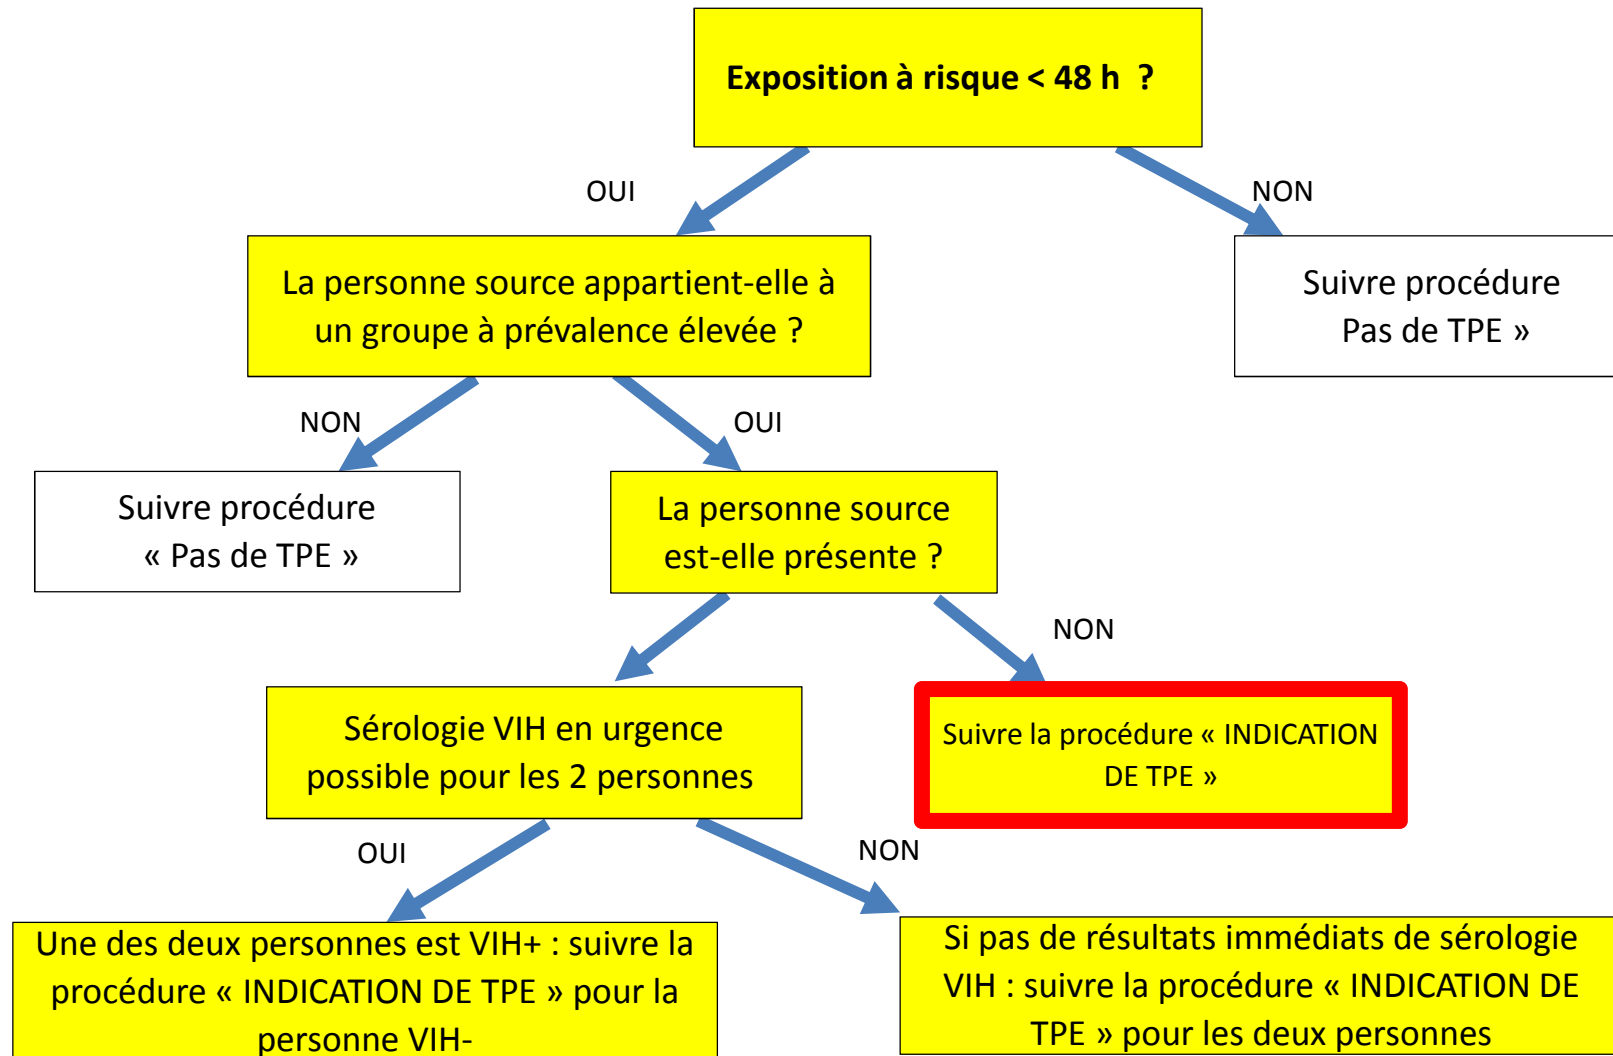 Exposition à risque < 48 h ?
OUI
NON
La personne source appartient-elle à
un groupe à prévalence élevée ?
Suivre procédure
Pas de TPE »
NON
OUI
Suivre procédure
« Pas de TPE »
La personne source
est-elle présente ?
NON
Sérologie VIH en urgence
possible pour les 2 personnes
Suivre la procédure « INDICATION
DE TPE »
OUI
NON
Une des deux personnes est VIH+ : suivre la
procédure « INDICATION DE TPE » pour la
personne VIH-
Si pas de résultats immédiats de sérologie
VIH : suivre la procédure « INDICATION DE
TPE » pour les deux personnes